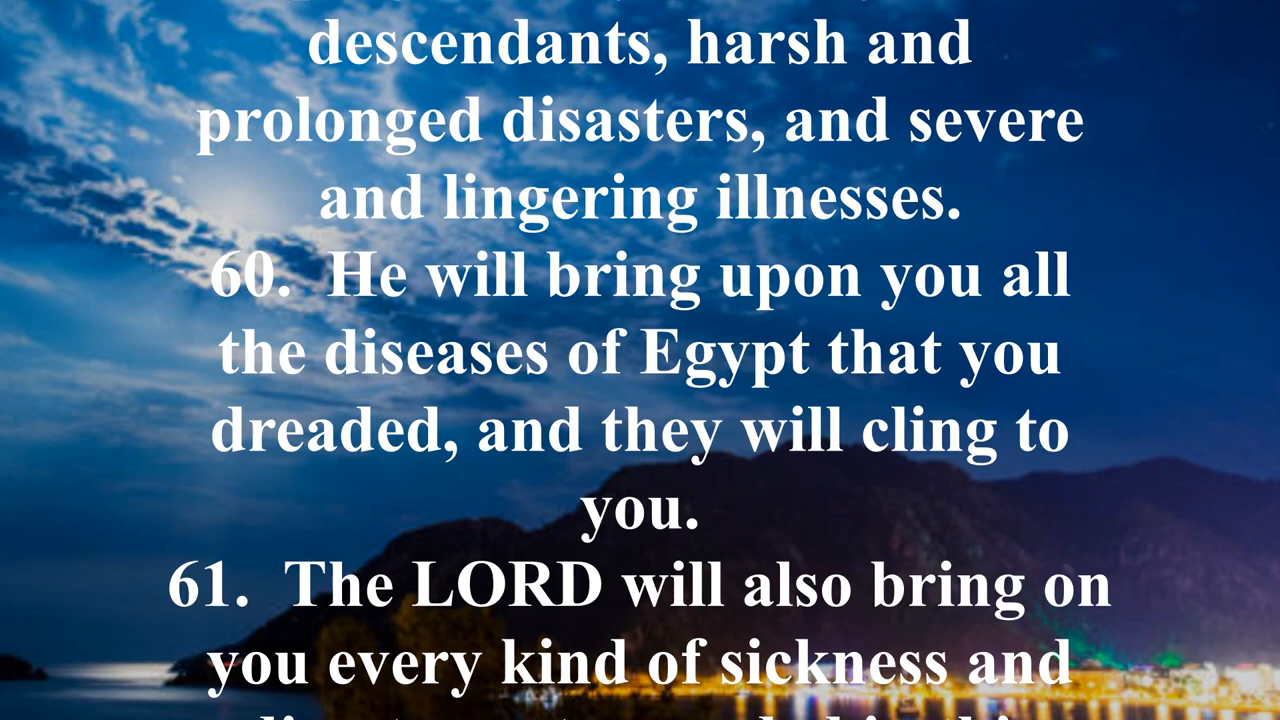 descendants, harsh and
prolonged disasters, and severe
and lingering illnesses.
60.  He will bring upon you all
the diseases of Egypt that you
dreaded, and they will cling to
you.
61.  The LORD will also bring on
you every kind of sickness and